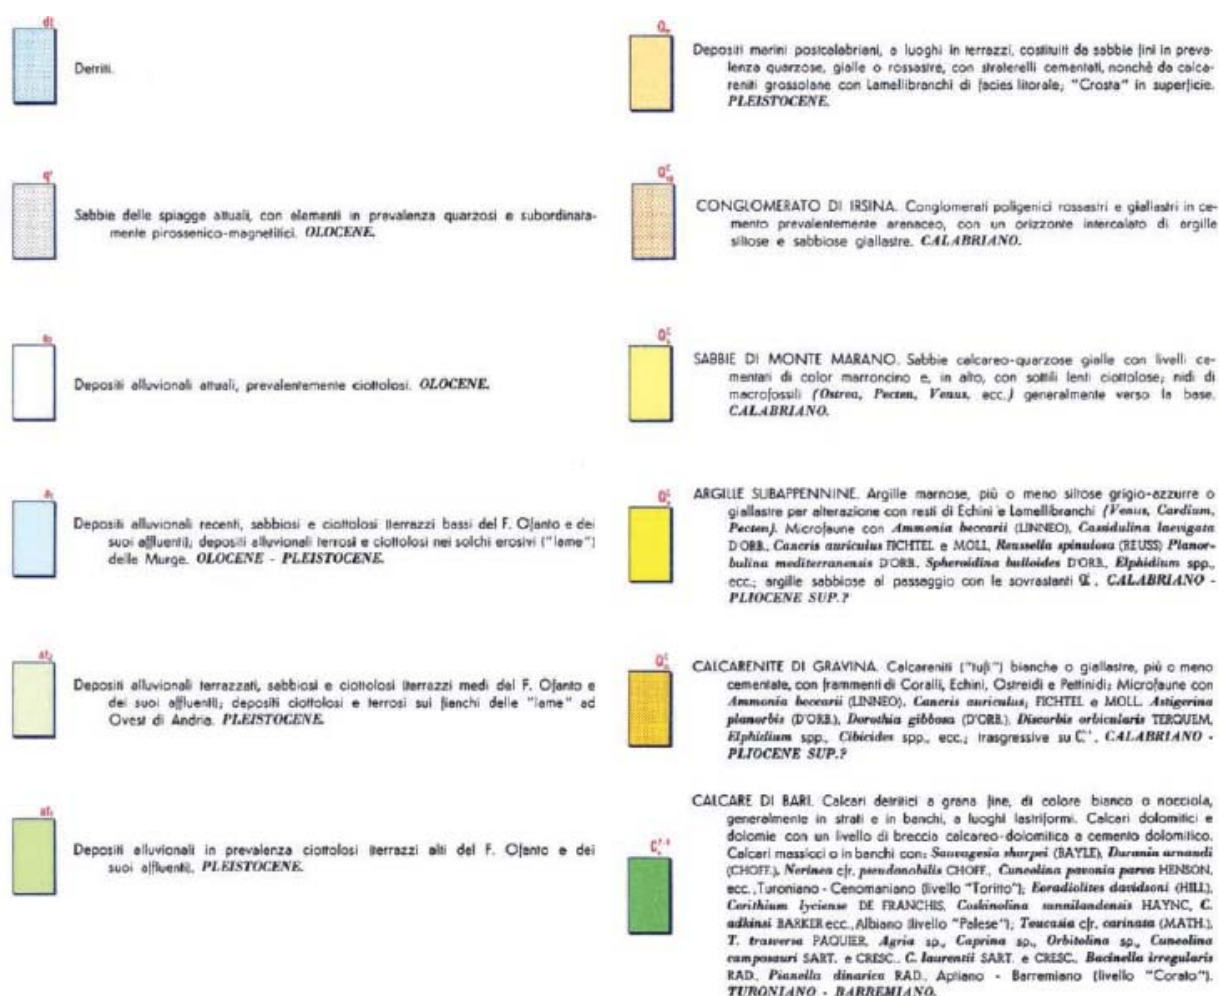 dt
Detriti.
q¹
Sabbie delle spiagge attuali, con elementi in prevalenza quarzosi e subordinata-
mente pirossenico-magnetitici. OLOCENE.
Depositi alluvionali attuali, prevalentemente ciottolosi. OLOCENE.
Depositi alluvionali recenti, sabbiosi e ciottolosi (terrazzi bassi del F. Ofanto e dei
suoi affluenti); depositi alluvionali terrosi e ciottolosi nei solchi erosivi ("lame")
delle Murge. OLOCENE - PLEISTOCENE.
at₂
Depositi alluvionali terrazzati, sabbiosi e ciottolosi (terrazzi medi del F. Ofanto e
dei suoi affluenti); depositi ciottolosi e terrosi sui fianchi delle "lame" ad
Ovest di Andria. PLEISTOCENE.
at₁
Depositi alluvionali in prevalenza ciottolosi (terrazzi alti del F. Ofanto e dei
suoi affluenti). PLEISTOCENE.
Depositi marini postcalabriani, a luoghi in terrazzi, costituiti da sabbie fini in preva-
lenza quarzose, gialle o rossastre, con straterelli cementati, nonchè da calca-
reniti grossolane con Lamellibranchi di facies litorale; "Crosta" in superficie.
PLEISTOCENE.
CONGLOMERATO DI IRSINA. Conglomerati poligenici rossastri e giallastri in ce-
mento prevalentemente arenaceo, con un orizzonte intercalato di argille
siltose e sabbiose giallastre. CALABRIANO.
SABBIE DI MONTE MARANO. Sabbie calcareo-quarzose gialle con livelli ce-
mentati di color marroncino e, in alto, con sottili lenti ciottolose; nidi di
macrofossili (Ostrea, Pecten, Venus, ecc.) generalmente verso la base.
CALABRIANO.
ARGILLE SUBAPPENNINE. Argille marnose, più o meno siltose grigio-azzurre o
giallastre per alterazione con resti di Echini e Lamellibranchi (Venus, Cardium,
Pecten). Microfaune con Ammonia beccarii (LINNEO), Cassidulina laevigata
D'ORB., Cancris auriculus FICHTEL e MOLL, Reussella spinulosa (REUSS) Planor-
bulina mediterranensis D'ORB., Spheroidina bulloides D'ORB., Elphidium spp.,
ecc.; argille sabbiose al passaggio con le sovrastanti . CALABRIANO -
PLIOCENE SUP.?
CALCARENITE DI GRAVINA. Calcareniti ("tufi") bianche o giallastre, più o meno
cementate, con frammenti di Coralli, Echini, Ostreidi e Pettinidi; Microfaune con
Ammonia beccarii (LINNEO), Cancris auriculus; FICHTEL e MOLL. Astigerina
planorbis (D'ORB.), Dorothia gibbosa (D'ORB.), Discorbis orbicularis TERQUEM,
Elphidium spp., Cibicides spp., ecc.; trasgressive su . CALABRIANO -
PLIOCENE SUP.?
CALCARE DI BARI. Calcari detritici a grana fine, di colore bianco o nocciola,
generalmente in strati e in banchi, a luoghi lastriformi. Calcari dolomitici e
dolomie con un livello di breccia calcareo-dolomitica a cemento dolomitico.
Calcari massicci o in banchi con: Sauvagesia sharpei (BAYLE), Durania arnaudi
(CHOFF.), Nerinea cfr. pseudonobilis CHOFF., Cuneolina pavonia parva HENSON,
ecc., Turoniano - Cenomaniano (livello "Toritto"); Eoradiolites davidsoni (HILL),
Cerithium lyciense DE FRANCHIS, Coskinolina sunnilandensis HAYNC, C.
adkinsi BARKER ecc., Albiano (livello "Palese"); Toucasia cfr. carinata (MATH.),
T. trasversa PAQUIER, Agria sp., Caprina sp., Orbitolina sp., Cuneolina
camposauri SART. e CRESC., C. laurentii SART. e CRESC., Bacinella irregularis
RAD., Pianella dinarica RAD., Aptiano - Barremiano (livello "Corato").
TURONIANO - BARREMIANO.